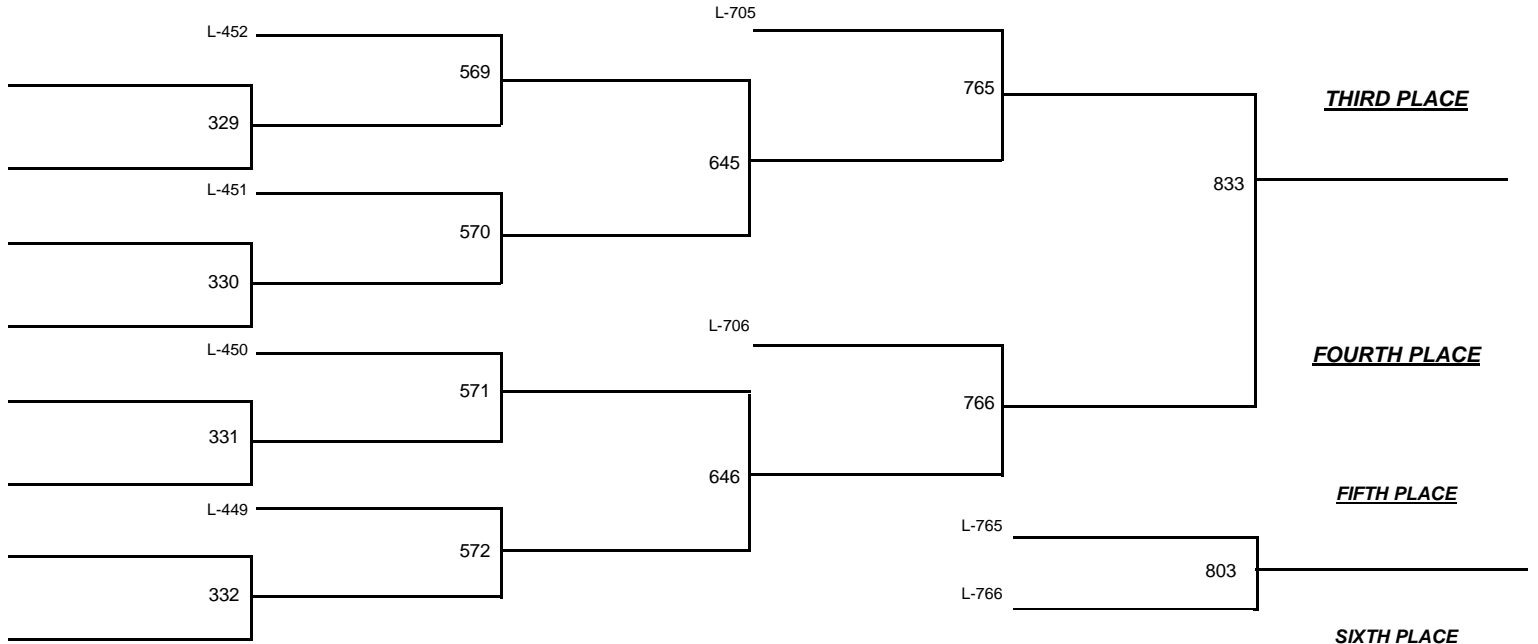 L-705
L-452
569
765
THIRD PLACE
329
645
L-451
833
570
330
L-706
L-450
FOURTH PLACE
571
766
331
646
FIFTH PLACE
L-449
L-765
572
803
332
L-766
SIXTH PLACE